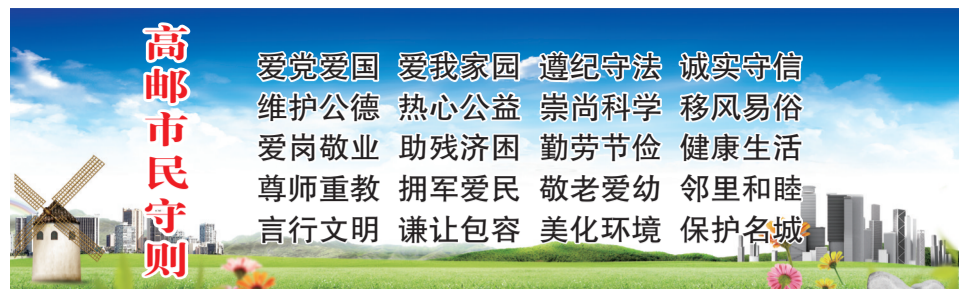 高邮市民守则
爱党爱国 爱我家园 遵纪守法 诚实守信
维护公德 热心公益 崇尚科学 移风易俗
爱岗敬业 助残济困 勤劳节俭 健康生活
尊师重教 拥军爱民 敬老爱幼 邻里和睦
言行文明 谦让包容 美化环境 保护名城